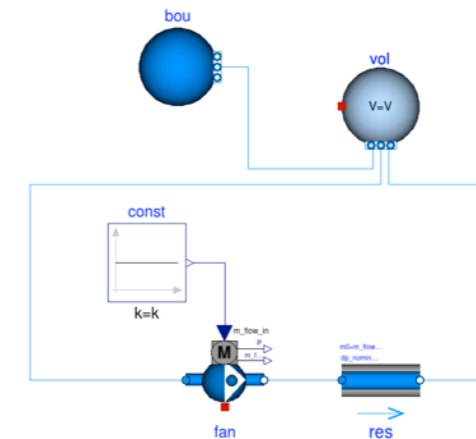 bou
vol
V=V
const
k=k
m_flow_in
P
m_f...
M
m0=m_flow...
dp_nomin...
fan
res